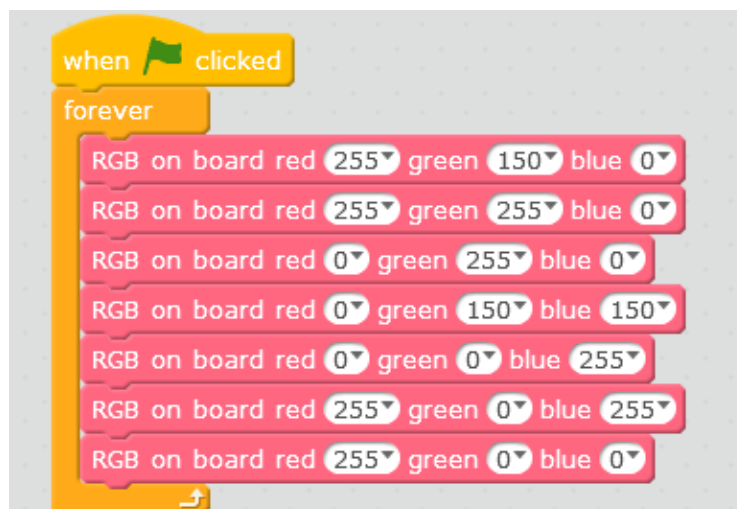 when clicked
forever
RGB on board red 255 green 150 blue 0
RGB on board red 255 green 255 blue 0
RGB on board red 0 green 255 blue 0
RGB on board red 0 green 150 blue 150
RGB on board red 0 green 0 blue 255
RGB on board red 255 green 0 blue 255
RGB on board red 255 green 0 blue 0